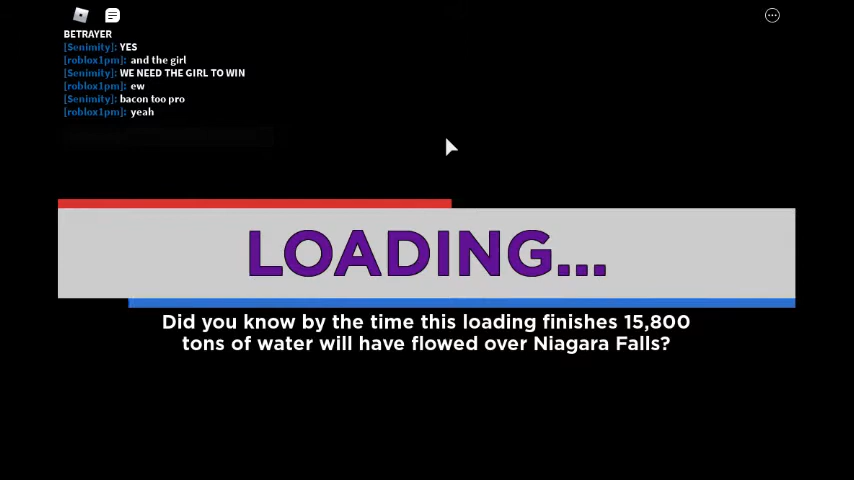 BETRAYER
[Senimity]: YES
[roblox1pm]: and the girl
[Senimity]: WE NEED THE GIRL TO WIN
[roblox1pm]: ew
[Senimity]: bacon too pro
[roblox1pm]: yeah
LOADING...
Did you know by the time this loading finishes 15,800
tons of water will have flowed over Niagara Falls?